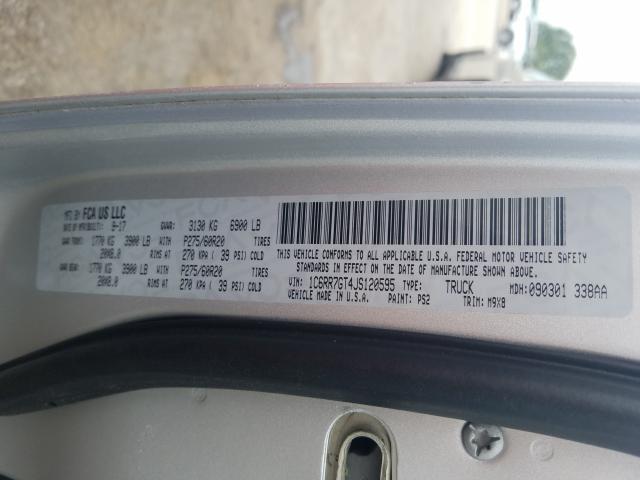 MFD BY FCA US LLC
DATE OF MFR(BUILT): 9-17 GVWR: 3130 KG 6900 LB
GAWR FRONT: 1770 KG 3900 LB WITH P275/60R20 TIRES
20X8.0 RIMS AT 270 KPA ( 39 PSI) COLD
GAWR REAR: 1770 KG 3900 LB WITH P275/60R20 TIRES
20X8.0 RIMS AT 270 KPA ( 39 PSI) COLD
THIS VEHICLE CONFORMS TO ALL APPLICABLE U.S.A. FEDERAL MOTOR VEHICLE SAFETY
STANDARDS IN EFFECT ON THE DATE OF MANUFACTURE SHOWN ABOVE.
VIN: 1C6RR7GT4JS120595 TYPE: TRUCK MDH: 090301 338AA
VEHICLE MADE IN U.S.A. PAINT: PS2 TRIM: M9X8